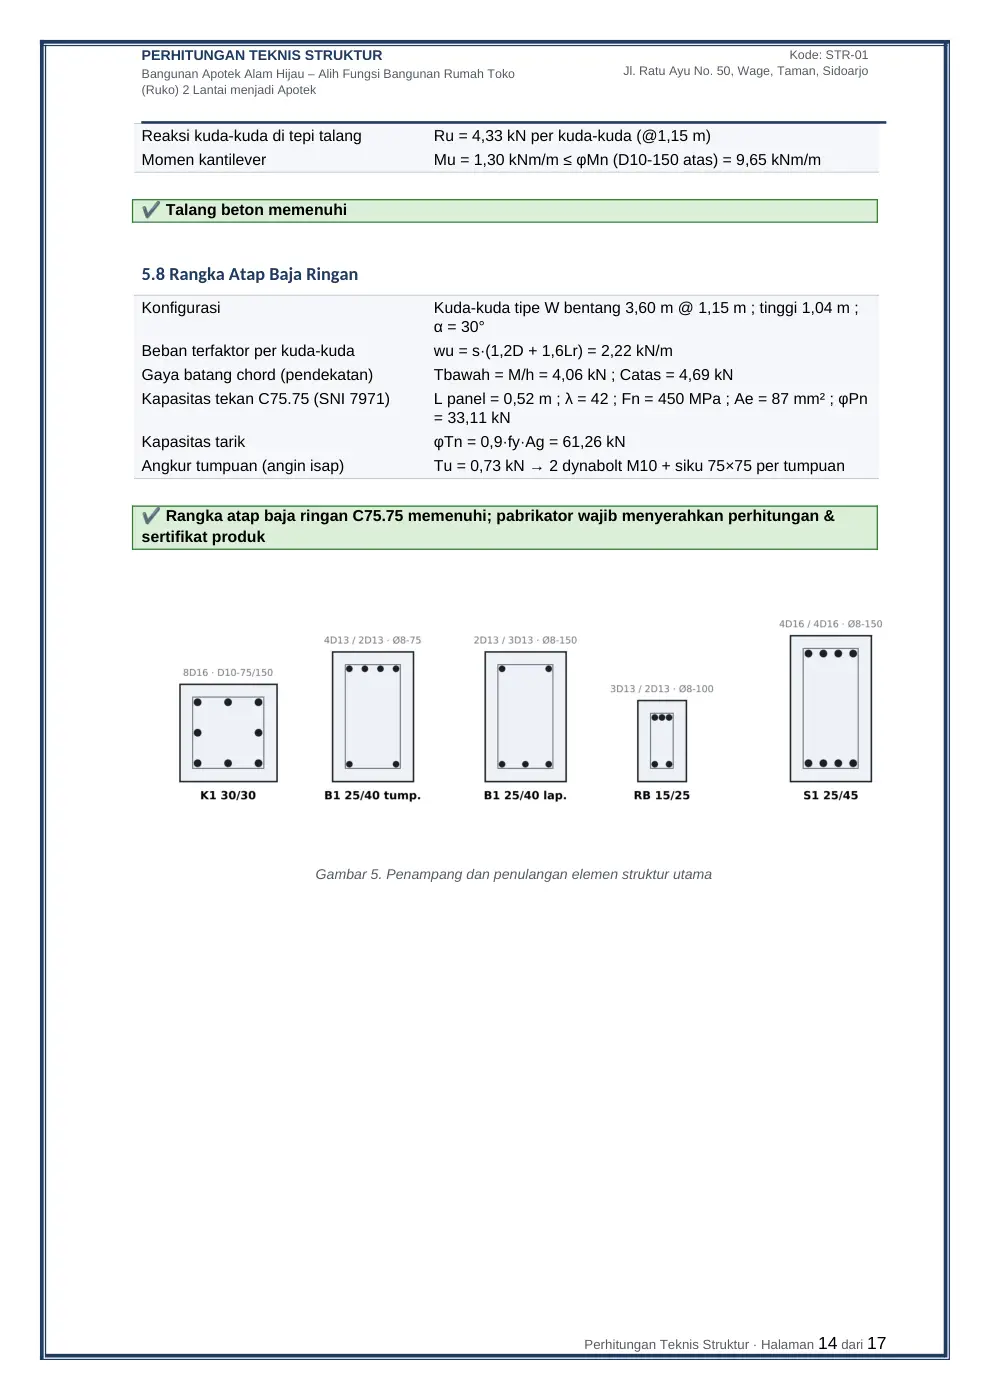 PERHITUNGAN TEKNIS STRUKTUR
Bangunan Apotek Alam Hijau – Alih Fungsi Bangunan Rumah Toko
(Ruko) 2 Lantai menjadi Apotek
Kode: STR-01
Jl. Ratu Ayu No. 50, Wage, Taman, Sidoarjo
Reaksi kuda-kuda di tepi talang Ru = 4,33 kN per kuda-kuda (@1,15 m)
Momen kantilever Mu = 1,30 kNm/m ≤ φMn (D10-150 atas) = 9,65 kNm/m
✔ Talang beton memenuhi
5.8 Rangka Atap Baja Ringan
Konfigurasi Kuda-kuda tipe W bentang 3,60 m @ 1,15 m ; tinggi 1,04 m ;
α = 30°
Beban terfaktor per kuda-kuda wu = s·(1,2D + 1,6Lr) = 2,22 kN/m
Gaya batang chord (pendekatan) Tbawah = M/h = 4,06 kN ; Catas = 4,69 kN
Kapasitas tekan C75.75 (SNI 7971) L panel = 0,52 m ; λ = 42 ; Fn = 450 MPa ; Ae = 87 mm² ; φPn
= 33,11 kN
Kapasitas tarik φTn = 0,9·fy·Ag = 61,26 kN
Angkur tumpuan (angin isap) Tu = 0,73 kN → 2 dynabolt M10 + siku 75×75 per tumpuan
✔ Rangka atap baja ringan C75.75 memenuhi; pabrikator wajib menyerahkan perhitungan &
sertifikat produk
8D16 · D10-75/150
4D13 / 2D13 · Ø8-75
2D13 / 3D13 · Ø8-150
3D13 / 2D13 · Ø8-100
4D16 / 4D16 · Ø8-150
K1 30/30
B1 25/40 tump.
B1 25/40 lap.
RB 15/25
S1 25/45
Gambar 5. Penampang dan penulangan elemen struktur utama
Perhitungan Teknis Struktur · Halaman 14 dari 17